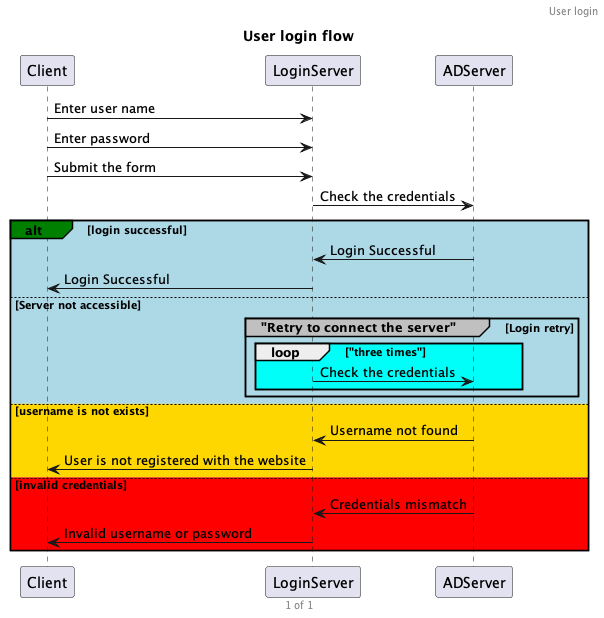 User login
User login flow
Client LoginServer ADServer
Enter user name
Enter password
Submit the form
Check the credentials
alt [login successful]
Login Successful
Login Successful
[Server not accessible]
"Retry to connect the server" [Login retry]
loop ["three times"]
Check the credentials
[username is not exists]
Username not found
User is not registered with the website
[invalid credentials]
Credentials mismatch
Invalid username or password
Client LoginServer ADServer
1 of 1